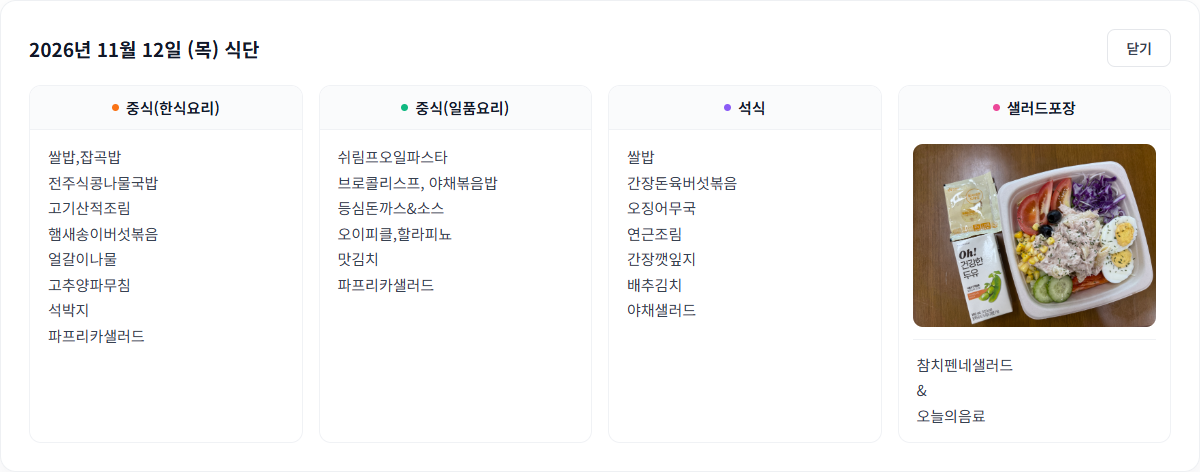 2026년 11월 12일 (목) 식단
닫기
중식(한식요리)
쌀밥,잡곡밥
전주식콩나물국밥
고기산적조림
햄새송이버섯볶음
얼갈이나물
고추양파무침
석박지
파프리카샐러드
중식(일품요리)
쉬림프오일파스타
브로콜리스프, 야채볶음밥
등심돈까스&소스
오이피클,할라피뇨
맛김치
파프리카샐러드
석식
쌀밥
간장돈육버섯볶음
오징어무국
연근조림
간장깻잎지
배추김치
야채샐러드
샐러드포장
Oh!
건강한
두유
참치펜네샐러드
&
오늘의음료